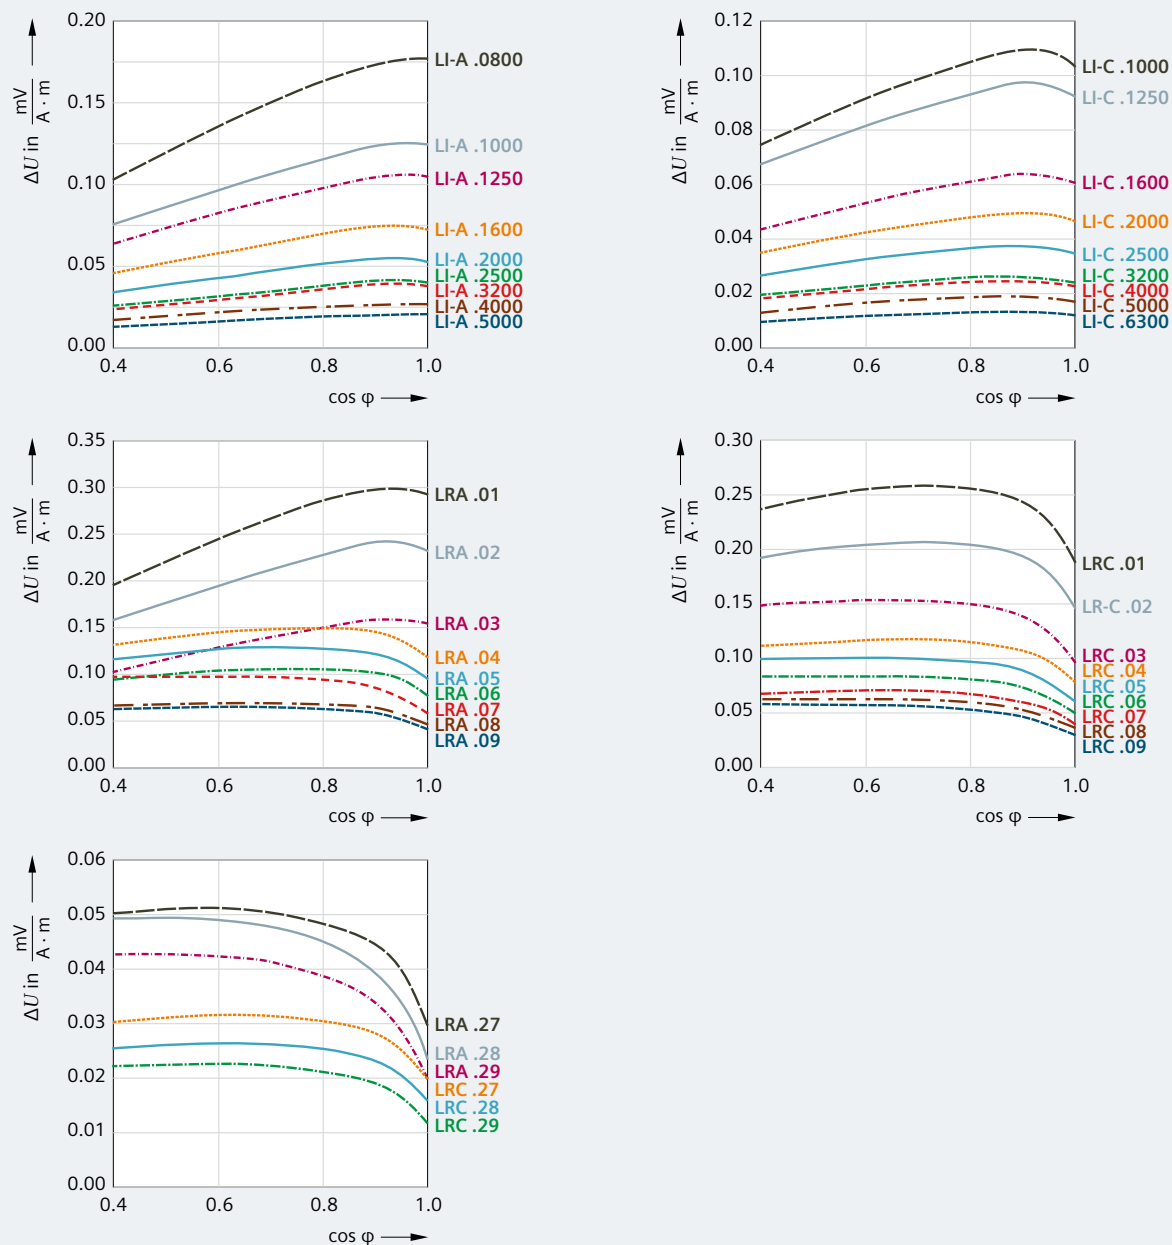 ΔU in mV / A · m
0.20
0.15
0.10
0.05
0.00
0.4 0.6 0.8 1.0
cos φ
LI-A .0800
LI-A .1000
LI-A .1250
LI-A .1600
LI-A .2000
LI-A .2500
LI-A .3200
LI-A .4000
LI-A .5000
ΔU in mV / A · m
0.12
0.10
0.08
0.06
0.04
0.02
0.00
0.4 0.6 0.8 1.0
cos φ
LI-C .1000
LI-C .1250
LI-C .1600
LI-C .2000
LI-C .2500
LI-C .3200
LI-C .4000
LI-C .5000
LI-C .6300
ΔU in mV / A · m
0.35
0.30
0.25
0.20
0.15
0.10
0.05
0.00
0.4 0.6 0.8 1.0
cos φ
LRA .01
LRA .02
LRA .03
LRA .04
LRA .05
LRA .06
LRA .07
LRA .08
LRA .09
ΔU in mV / A · m
0.30
0.25
0.20
0.15
0.10
0.05
0.00
0.4 0.6 0.8 1.0
cos φ
LRC .01
LR-C .02
LRC .03
LRC .04
LRC .05
LRC .06
LRC .07
LRC .08
LRC .09
ΔU in mV / A · m
0.06
0.05
0.04
0.03
0.02
0.01
0.00
0.4 0.6 0.8 1.0
cos φ
LRA .27
LRA .28
LRA .29
LRC .27
LRC .28
LRC .29